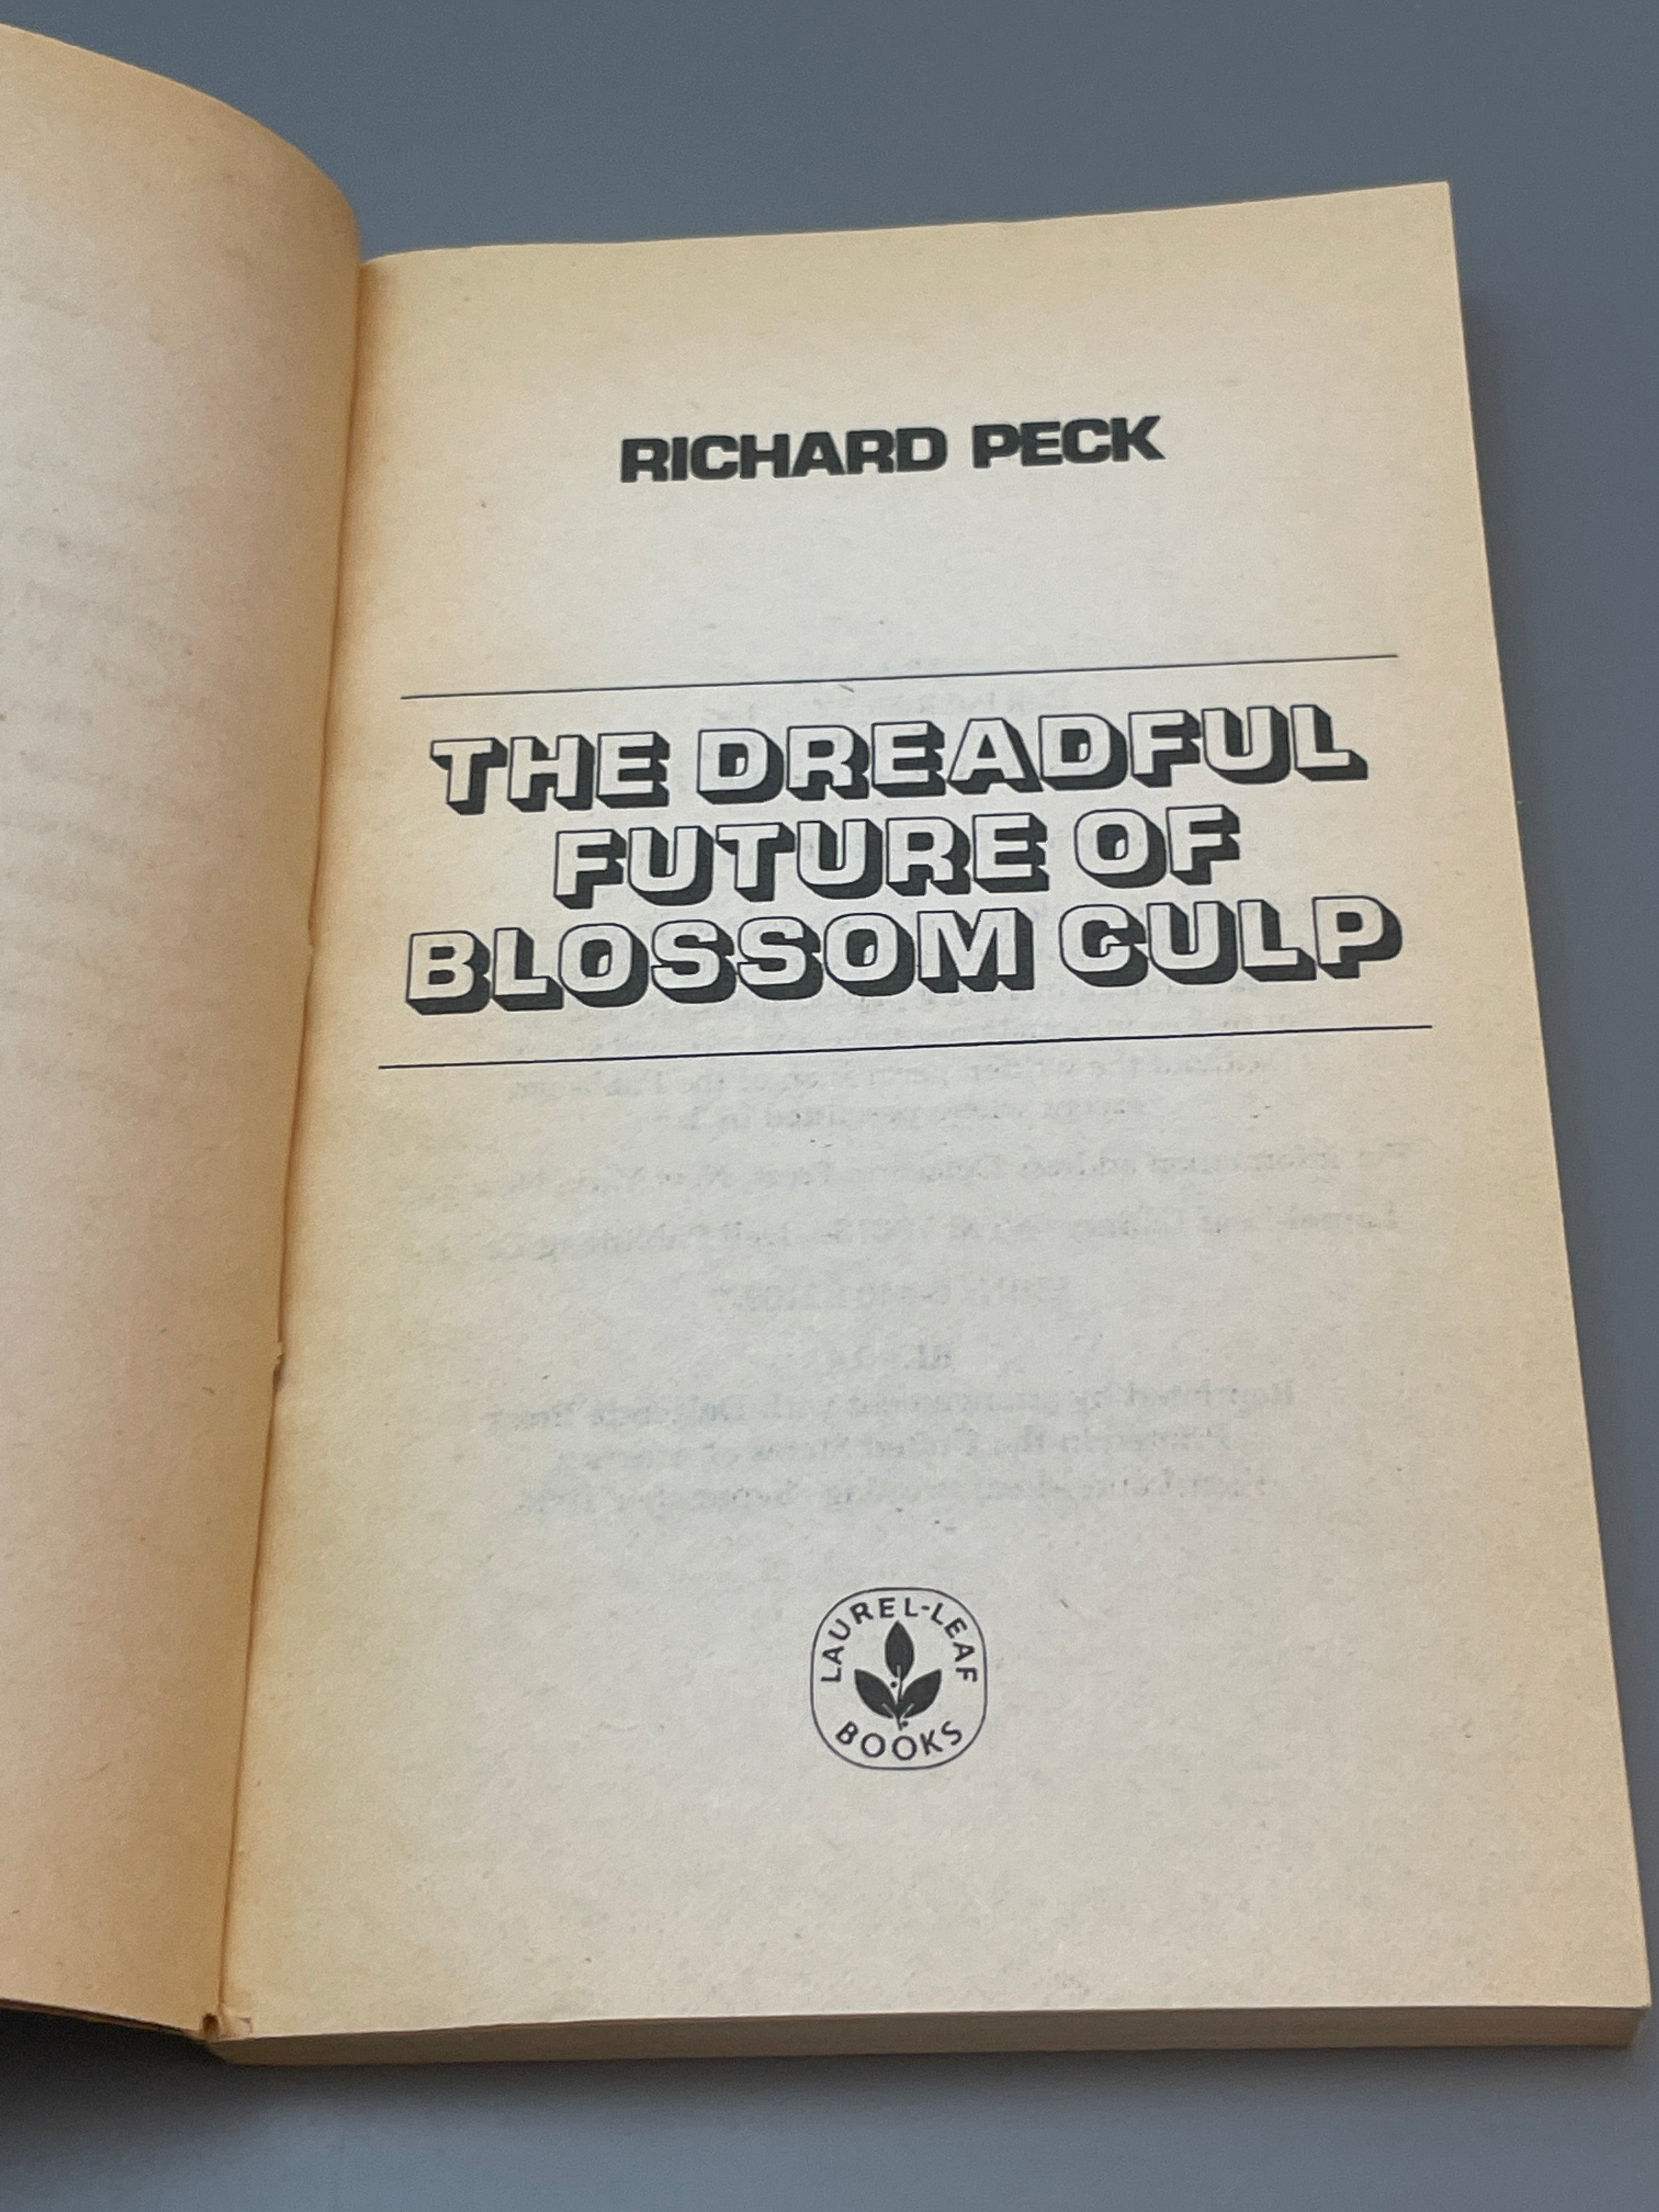 RICHARD PECK
THE DREADFUL
FUTURE OF
BLOSSOM CULP
LAUREL-LEAF
BOOKS